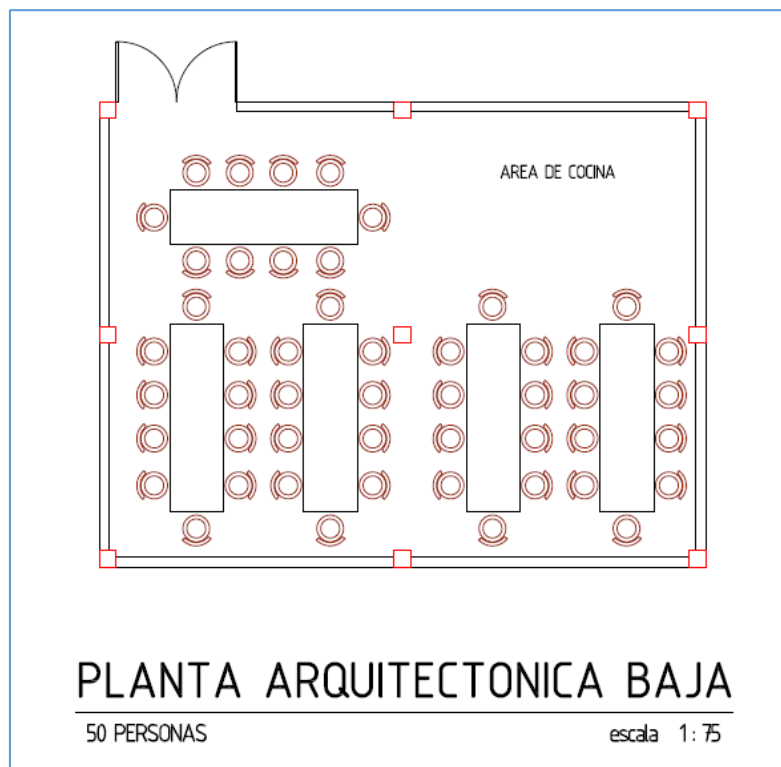 AREA DE COCINA
PLANTA ARQUITECTONICA BAJA
50 PERSONAS
escala 1 : 75